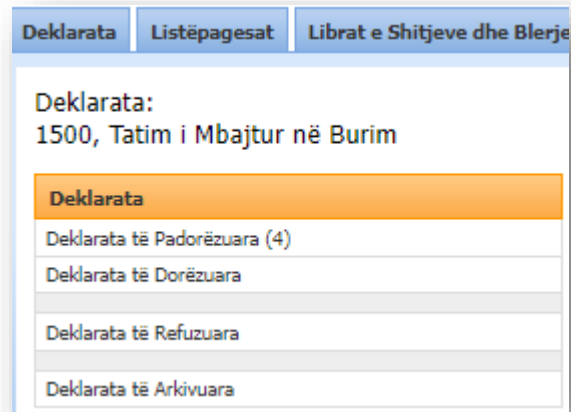 Deklarata Listëpagesat Librat e Shitjeve dhe Blerje
Deklarata:
1500, Tatim i Mbajtur në Burim
Deklarata
Deklarata të Padorëzuara (4)
Deklarata të Dorëzuara
Deklarata të Refuzuara
Deklarata të Arkivuara